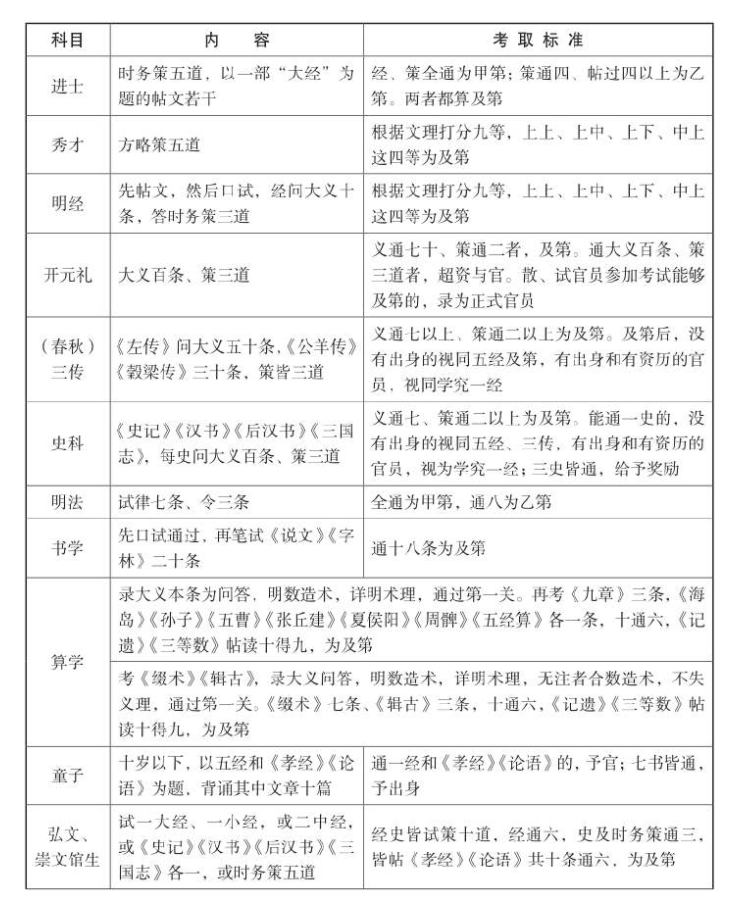 科目 内容 考取标准
进士
时务策五道，以一部“大经”为
题的帖文若干
经、策全通为甲第；策通四、帖过四以上为乙
第。两者都算及第
秀才
方略策五道
根据文理打分九等，上上、上中、上下、中上
这四等为及第
明经
先帖文，然后口试，经问大义十
条，答时务策三道
根据文理打分九等，上上、上中、上下、中上
这四等为及第
开元礼
大义百条、策三道
义通七十、策通二者，及第。通大义百条、策
三道者，超资与官。散、试官员参加考试能够
及第的，录为正式官员
（春秋）
三传
《左传》问大义五十条，《公羊传》
《穀梁传》三十条，策皆三道
义通七以上、策通二以上为及第。及第后，没
有出身的视同五经及第，有出身和有资历的官
员，视同学究一经
史科
《史记》《汉书》《后汉书》《三国
志》，每史问大义百条、策三道
义通七、策通二以上为及第。能通一史的，没
有出身的视同五经、三传，有出身和有资历的
官员，视为学究一经；三史皆通，给予奖励
明法
试律七条、令三条
全通为甲第，通八为乙第
书学
先口试通过，再笔试《说文》《字
林》二十条
通十八条为及第
算学
录大义本条为问答，明数造术，详明术理，通过第一关。再考《九章》三条，《海
岛》《孙子》《五曹》《张丘建》《夏侯阳》《周髀》《五经算》各一条，十通六，《记
遗》《三等数》帖读十得九，为及第
考《缀术》《辑古》，录大义问答，明数造术，详明术理，无注者合数造术，不失
义理，通过第一关。《缀术》七条、《辑古》三条，十通六，《记遗》《三等数》帖
读十得九，为及第
童子
十岁以下，以五经和《孝经》《论
语》为题，背诵其中文章十篇
通一经和《孝经》《论语》的，予官；七书皆通，
予出身
弘文、
崇文馆生
试一大经、一小经，或二中经，
或《史记》《汉书》《后汉书》《三
国志》各一，或时务策五道
经史皆试策十道，经通六，史及时务策通三，
皆帖《孝经》《论语》共十条通六，为及第